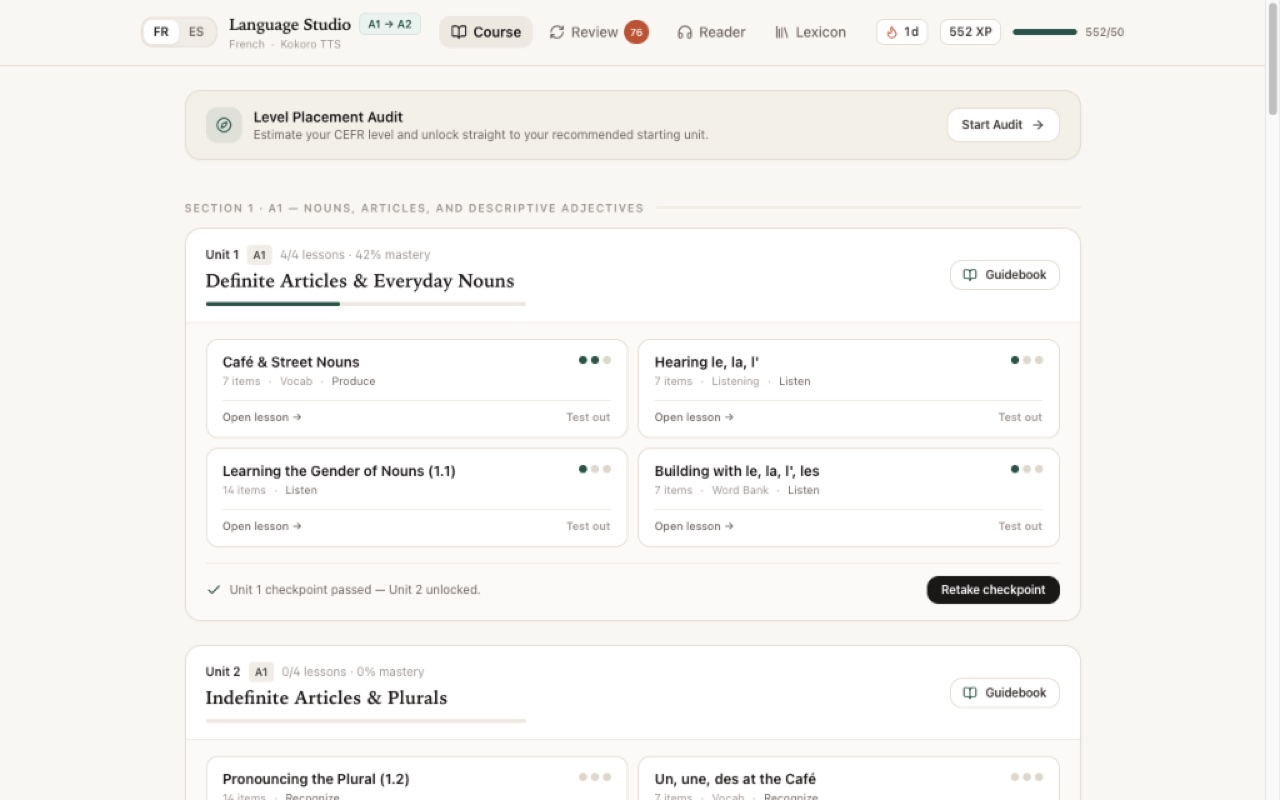 FR ES Language Studio A1 → A2 Course Review 76 Reader Lexicon 1d 552 XP 552/50
French · Kokoro TTS
Level Placement Audit
Estimate your CEFR level and unlock straight to your recommended starting unit.
Start Audit →
SECTION 1 · A1 — NOUNS, ARTICLES, AND DESCRIPTIVE ADJECTIVES
Unit 1 A1 4/4 lessons · 42% mastery
Definite Articles & Everyday Nouns
Guidebook
Café & Street Nouns
7 items · Vocab · Produce
Open lesson → Test out
Hearing le, la, l'
7 items · Listening · Listen
Open lesson → Test out
Learning the Gender of Nouns (1.1)
14 items · Listen
Open lesson → Test out
Building with le, la, l', les
7 items · Word Bank · Listen
Open lesson → Test out
Unit 1 checkpoint passed — Unit 2 unlocked.
Retake checkpoint
Unit 2 A1 0/4 lessons · 0% mastery
Indefinite Articles & Plurals
Guidebook
Pronouncing the Plural (1.2)
14 items · Recognize
Un, une, des at the Café
7 items · Vocab · Recognize